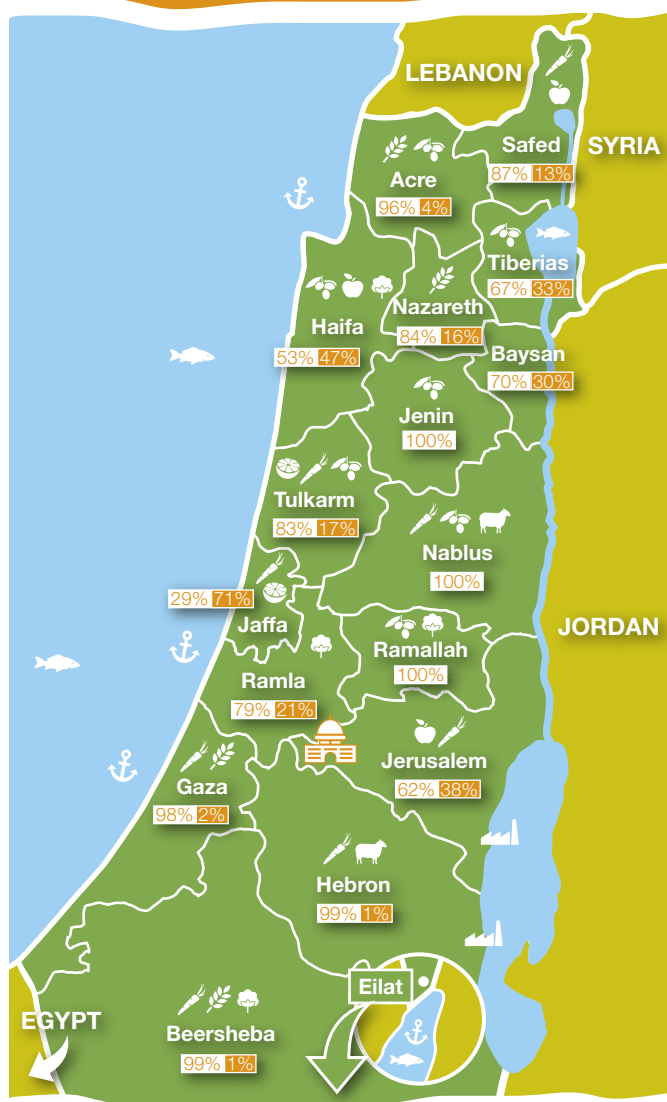 LEBANON
SYRIA
Safed
87% 13%
Acre
96% 4%
Tiberias
67% 33%
Nazareth
84% 16%
Haifa
53% 47%
Baysan
70% 30%
Jenin
100%
Tulkarm
83% 17%
Nablus
100%
29% 71%
Jaffa
JORDAN
Ramallah
100%
Ramla
79% 21%
Jerusalem
62% 38%
Gaza
98% 2%
Hebron
99% 1%
Eilat
EGYPT
Beersheba
99% 1%